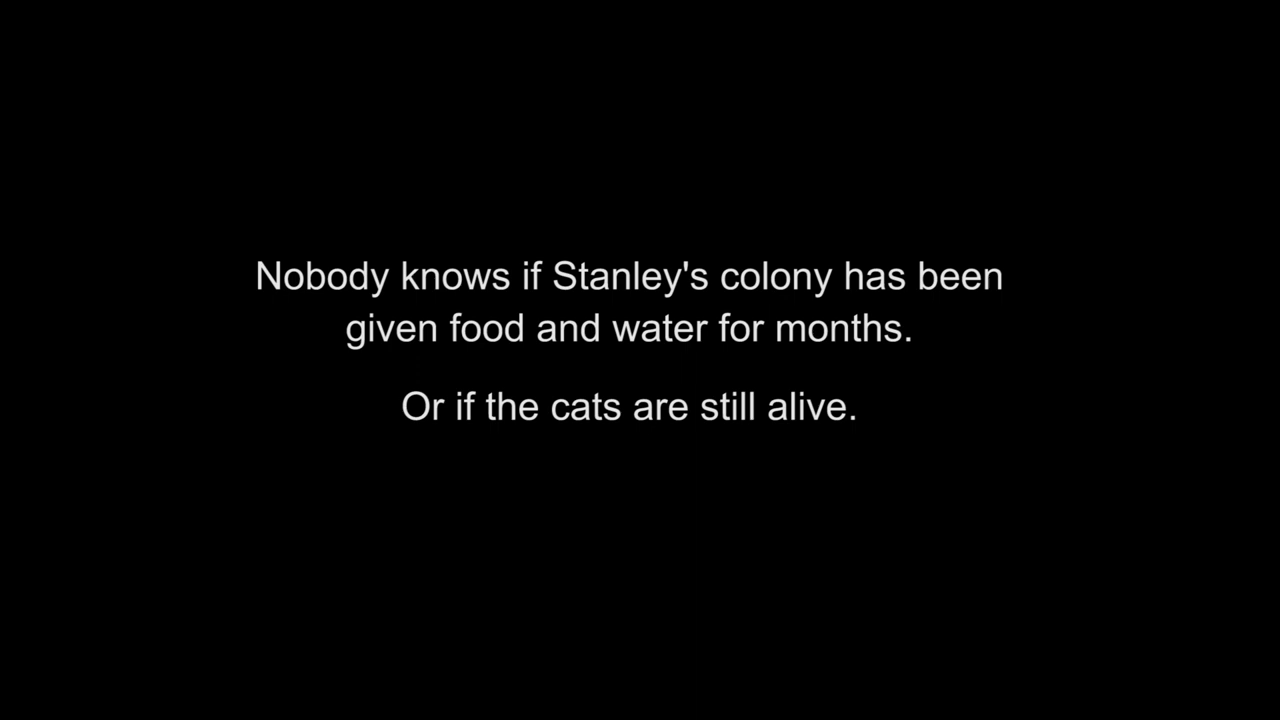 Nobody knows if Stanley's colony has been
given food and water for months.
Or if the cats are still alive.